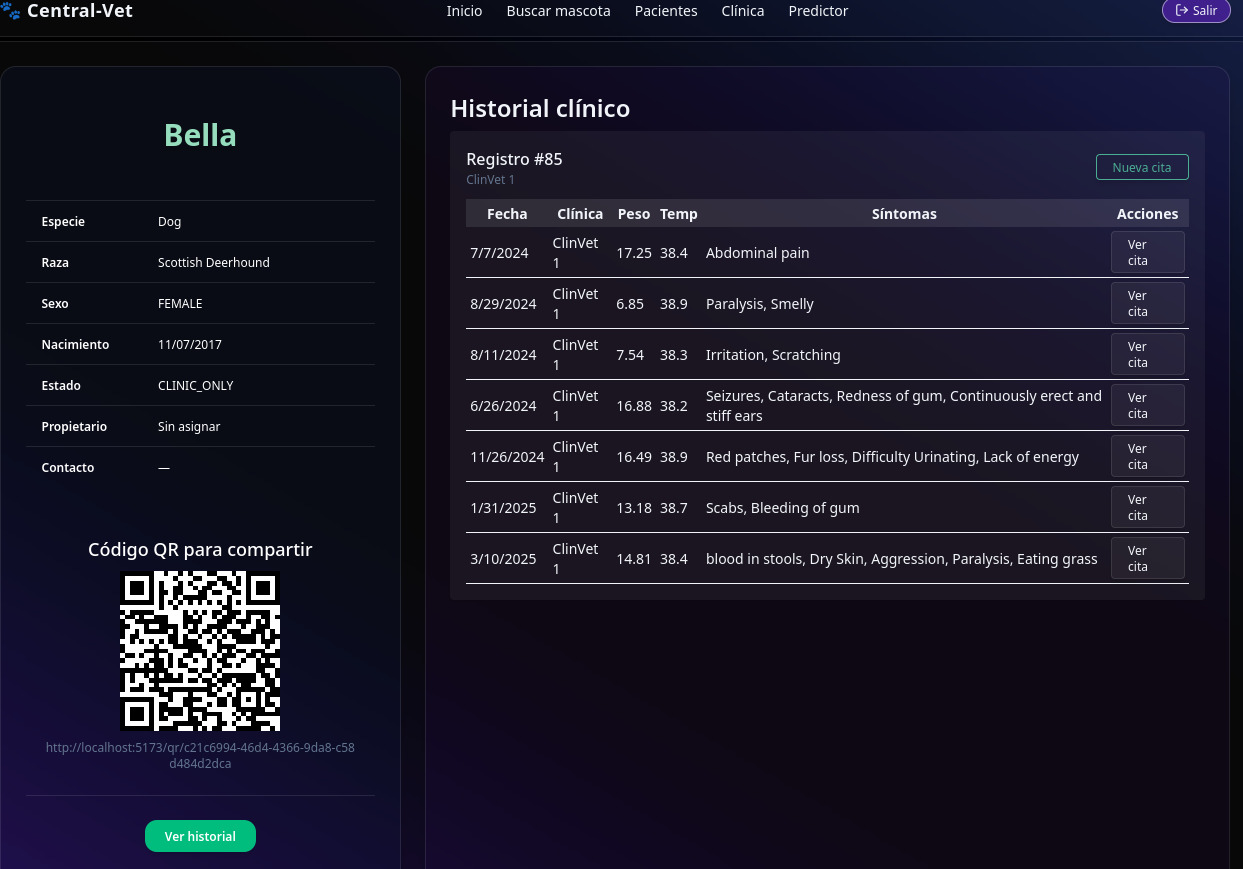 Central-Vet
Inicio Buscar mascota Pacientes Clínica Predictor
Salir
Bella
Especie Dog
Raza Scottish Deerhound
Sexo FEMALE
Nacimiento 11/07/2017
Estado CLINIC_ONLY
Propietario Sin asignar
Contacto —
Código QR para compartir
http://localhost:5173/qr/c21c6994-46d4-4366-9da8-c58
d484d2dca
Ver historial
Historial clínico
Registro #85
ClinVet 1
Nueva cita
Fecha Clínica Peso Temp Síntomas Acciones
7/7/2024 ClinVet 1 17.25 38.4 Abdominal pain Ver cita
8/29/2024 ClinVet 1 6.85 38.9 Paralysis, Smelly Ver cita
8/11/2024 ClinVet 1 7.54 38.3 Irritation, Scratching Ver cita
6/26/2024 ClinVet 1 16.88 38.2 Seizures, Cataracts, Redness of gum, Continuously erect and stiff ears Ver cita
11/26/2024 ClinVet 1 16.49 38.9 Red patches, Fur loss, Difficulty Urinating, Lack of energy Ver cita
1/31/2025 ClinVet 1 13.18 38.7 Scabs, Bleeding of gum Ver cita
3/10/2025 ClinVet 1 14.81 38.4 blood in stools, Dry Skin, Aggression, Paralysis, Eating grass Ver cita